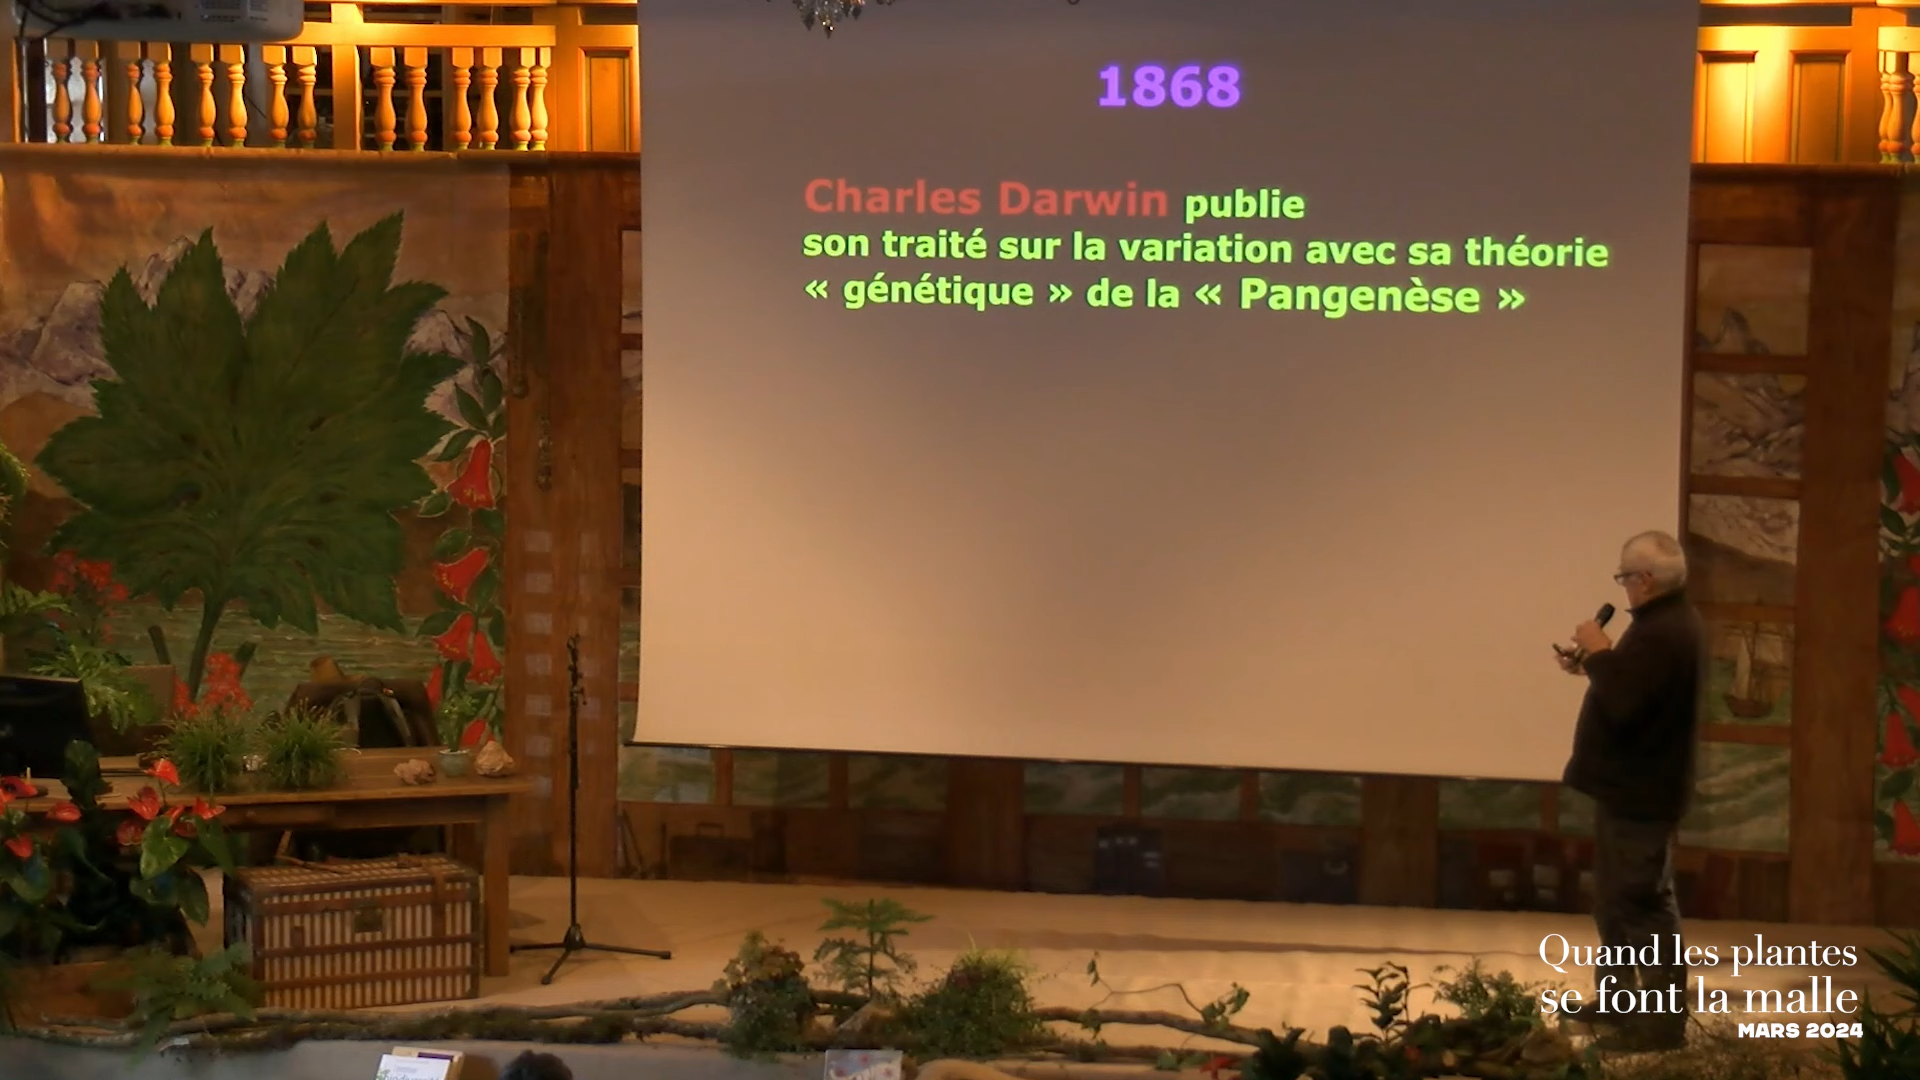 1868
Charles Darwin publie
son traité sur la variation avec sa théorie
« génétique » de la « Pangenèse »
Quand les plantes
se font la malle
MARS 2024